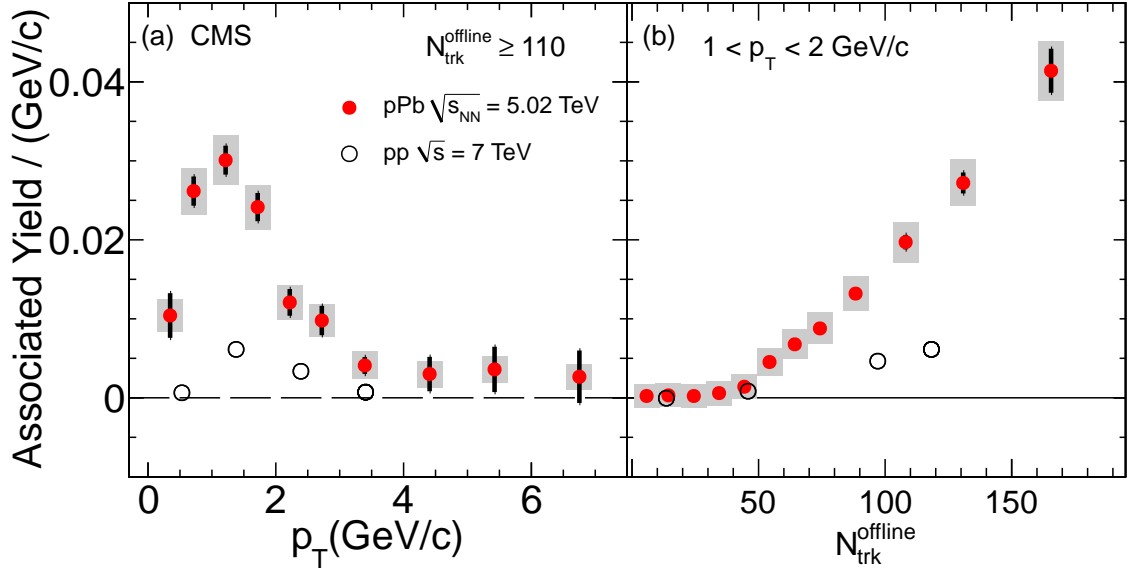 (a) CMS
N_trk^offline ≥ 110
pPb √s_NN = 5.02 TeV
pp √s = 7 TeV
(b)
1 < p_T < 2 GeV/c
Associated Yield / (GeV/c)
0.04
0.02
0
0 2 4 6
p_T (GeV/c)
50 100 150
N_trk^offline